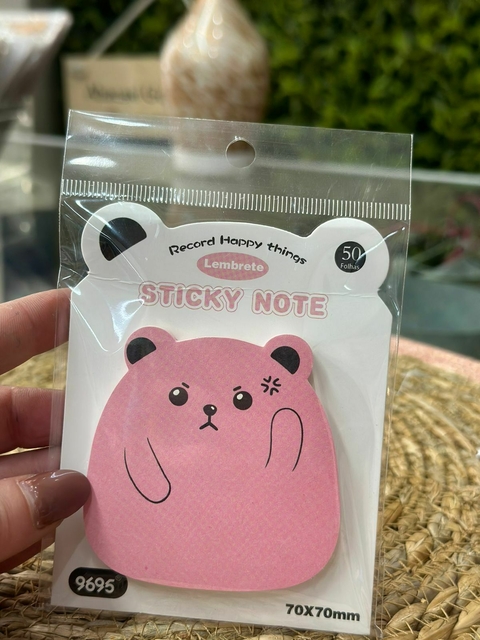 Record Happy things
50
Folhas
Lembrete
STICKY NOTE
9695
70X70mm